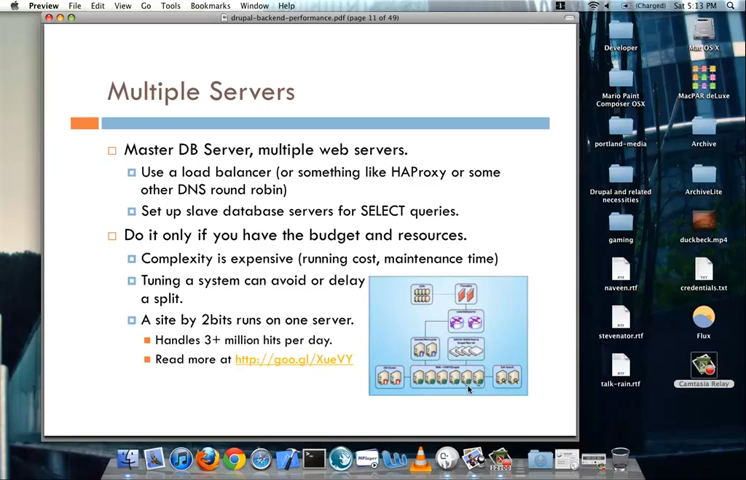 Preview File Edit View Go Tools Bookmarks Window Help
(Charged) Sat 5:13 PM
drupal-backend-performance.pdf (page 11 of 49)
Multiple Servers
Master DB Server, multiple web servers.
Use a load balancer (or something like HAProxy or some
other DNS round robin)
Set up slave database servers for SELECT queries.
Do it only if you have the budget and resources.
Complexity is expensive (running cost, maintenance time)
Tuning a system can avoid or delay
a split.
A site by 2bits runs on one server.
Handles 3+ million hits per day.
Read more at http://goo.gl/XueVY
Developer
Mac OS X
Mario Paint
Composer OSX
MacPAR deLuxe
portland-media
Archive
Drupal and related
necessities
ArchiveLite
gaming
duckbeck.mp4
naveen.rtf
credentials.txt
stevenator.rtf
Flux
talk-rain.rtf
Camtasia Relay